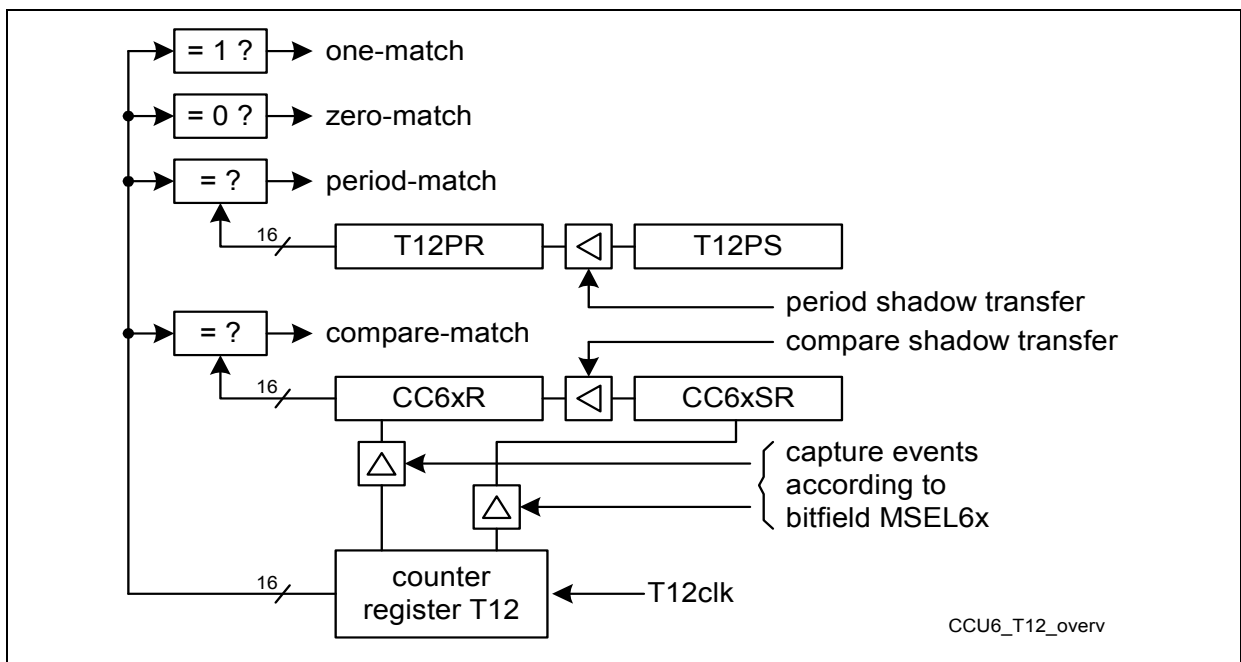 = 1 ?
one-match
= 0 ?
zero-match
= ?
period-match
16
T12PR
T12PS
period shadow transfer
= ?
compare-match
compare shadow transfer
16
CC6xR
CC6xSR
capture events
according to
bitfield MSEL6x
16
counter
register T12
T12clk
CCU6_T12_overv